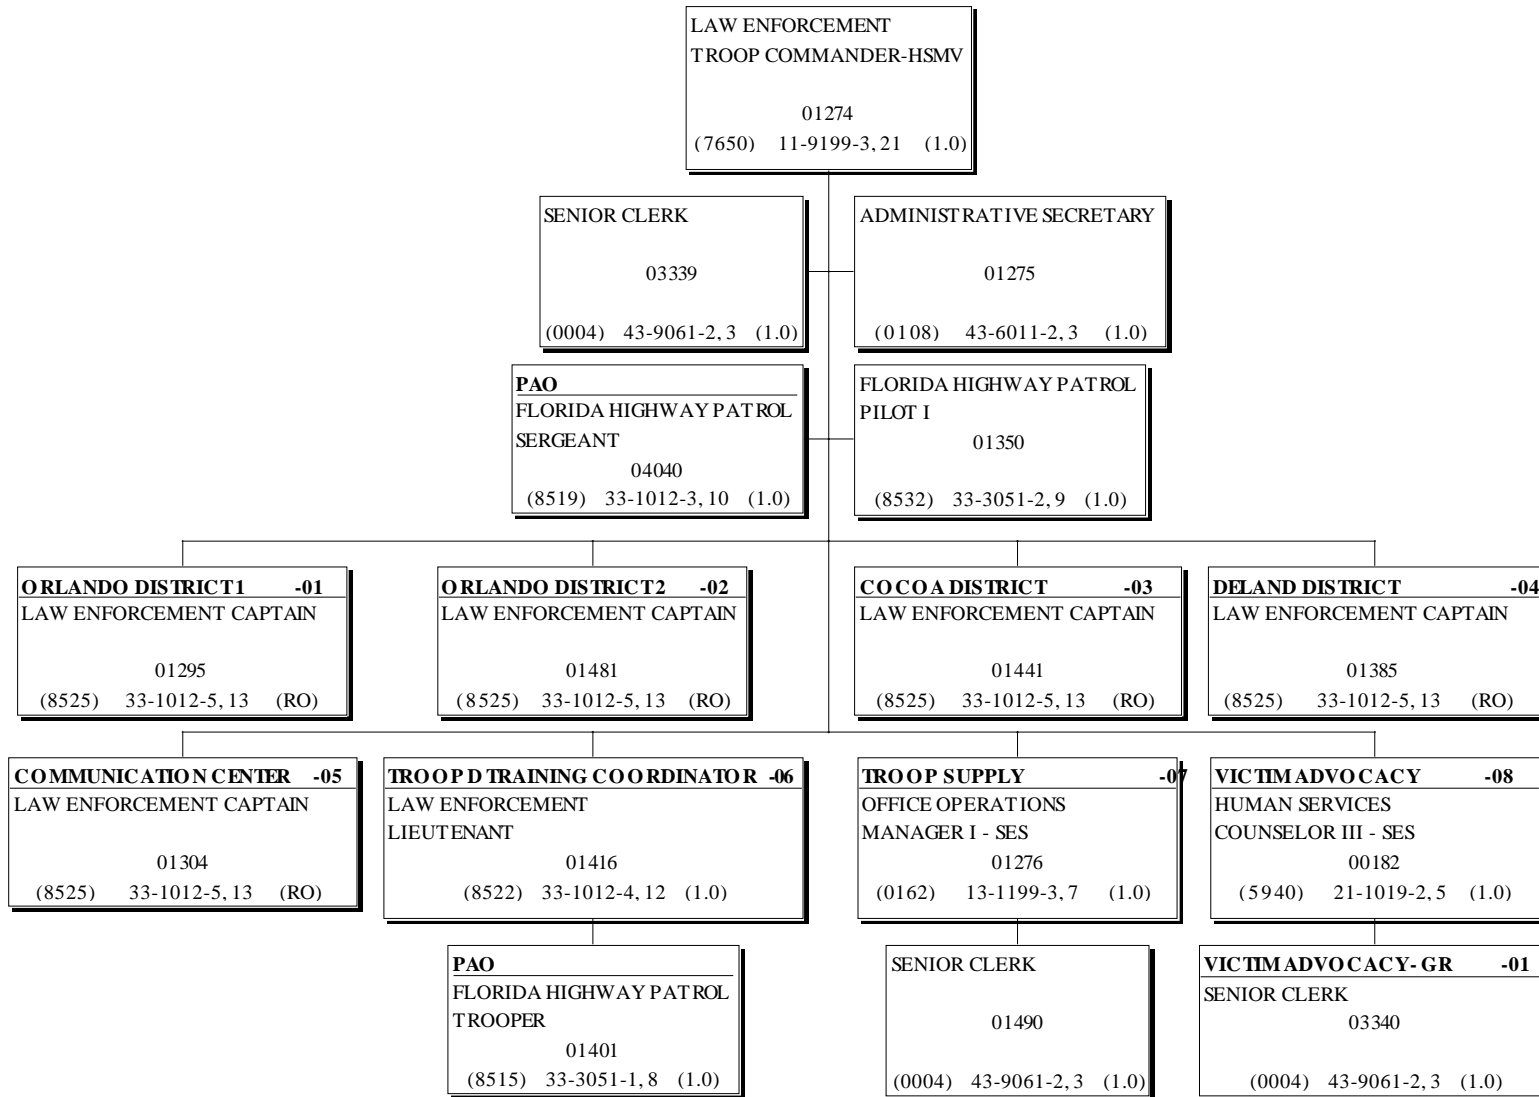 LAW ENFORCEMENT
TROOP COMMANDER-HSMV
01274
(7650) 11-9199-3, 21 (1.0)
SENIOR CLERK
03339
(0004) 43-9061-2, 3 (1.0)
ADMINISTRATIVE SECRETARY
01275
(0108) 43-6011-2, 3 (1.0)
PAO
FLORIDA HIGHWAY PATROL
SERGEANT
04040
(8519) 33-1012-3, 10 (1.0)
FLORIDA HIGHWAY PATROL
PILOT I
01350
(8532) 33-3051-2, 9 (1.0)
ORLANDO DISTRICT 1 -01
LAW ENFORCEMENT CAPTAIN
01295
(8525) 33-1012-5, 13 (RO)
ORLANDO DISTRICT 2 -02
LAW ENFORCEMENT CAPTAIN
01481
(8525) 33-1012-5, 13 (RO)
COCOA DISTRICT -03
LAW ENFORCEMENT CAPTAIN
01441
(8525) 33-1012-5, 13 (RO)
DELAND DISTRICT -04
LAW ENFORCEMENT CAPTAIN
01385
(8525) 33-1012-5, 13 (RO)
COMMUNICATION CENTER -05
LAW ENFORCEMENT CAPTAIN
01304
(8525) 33-1012-5, 13 (RO)
TROOP D TRAINING COORDINATOR -06
LAW ENFORCEMENT
LIEUTENANT
01416
(8522) 33-1012-4, 12 (1.0)
TROOP SUPPLY -07
OFFICE OPERATIONS
MANAGER I - SES
01276
(0162) 13-1199-3, 7 (1.0)
VICTIM ADVOCACY -08
HUMAN SERVICES
COUNSELOR III - SES
00182
(5940) 21-1019-2, 5 (1.0)
PAO
FLORIDA HIGHWAY PATROL
TROOPER
01401
(8515) 33-3051-1, 8 (1.0)
SENIOR CLERK
01490
(0004) 43-9061-2, 3 (1.0)
VICTIM ADVOCACY- GR -01
SENIOR CLERK
03340
(0004) 43-9061-2, 3 (1.0)